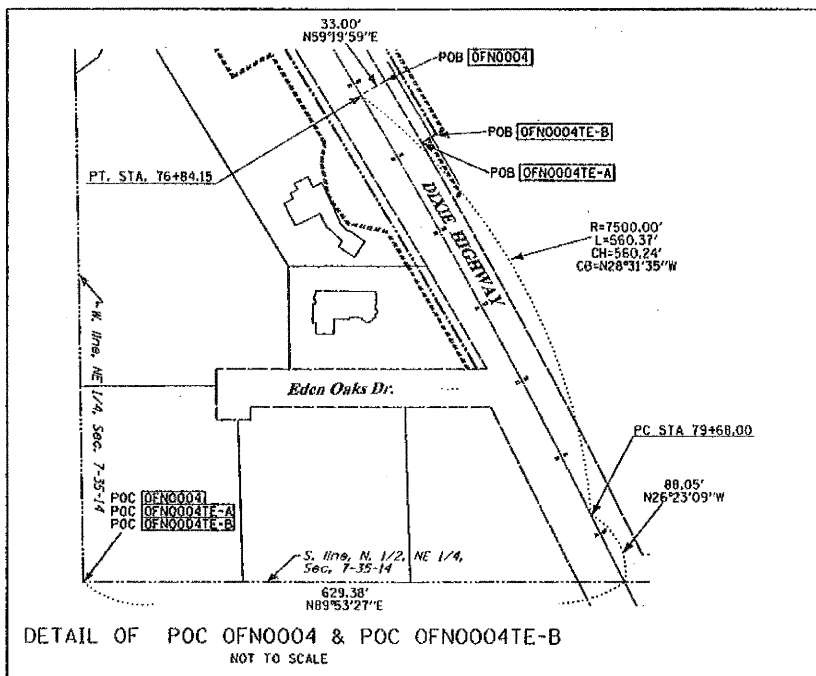 33.00'
N59°19'59"E
POB OFN0004
POB OFN0004TE-B
POB OFN0004TE-A
PT. STA. 76+84.15
DIXIE HIGHWAY
R=7500.00'
L=560.37'
CH=560.24'
CB=N28°31'35"W
W. line, NE 1/4, Sec. 7-35-14
Eden Oaks Dr.
PC STA 79+68.00
88.05'
N26°23'09"W
POC OFN0004
POC OFN0004TE-A
POC OFN0004TE-B
S. line, N. 1/2, NE 1/4,
Sec. 7-35-14
629.38'
N89°53'27"E
DETAIL OF POC OFN0004 & POC OFN0004TE-B
NOT TO SCALE